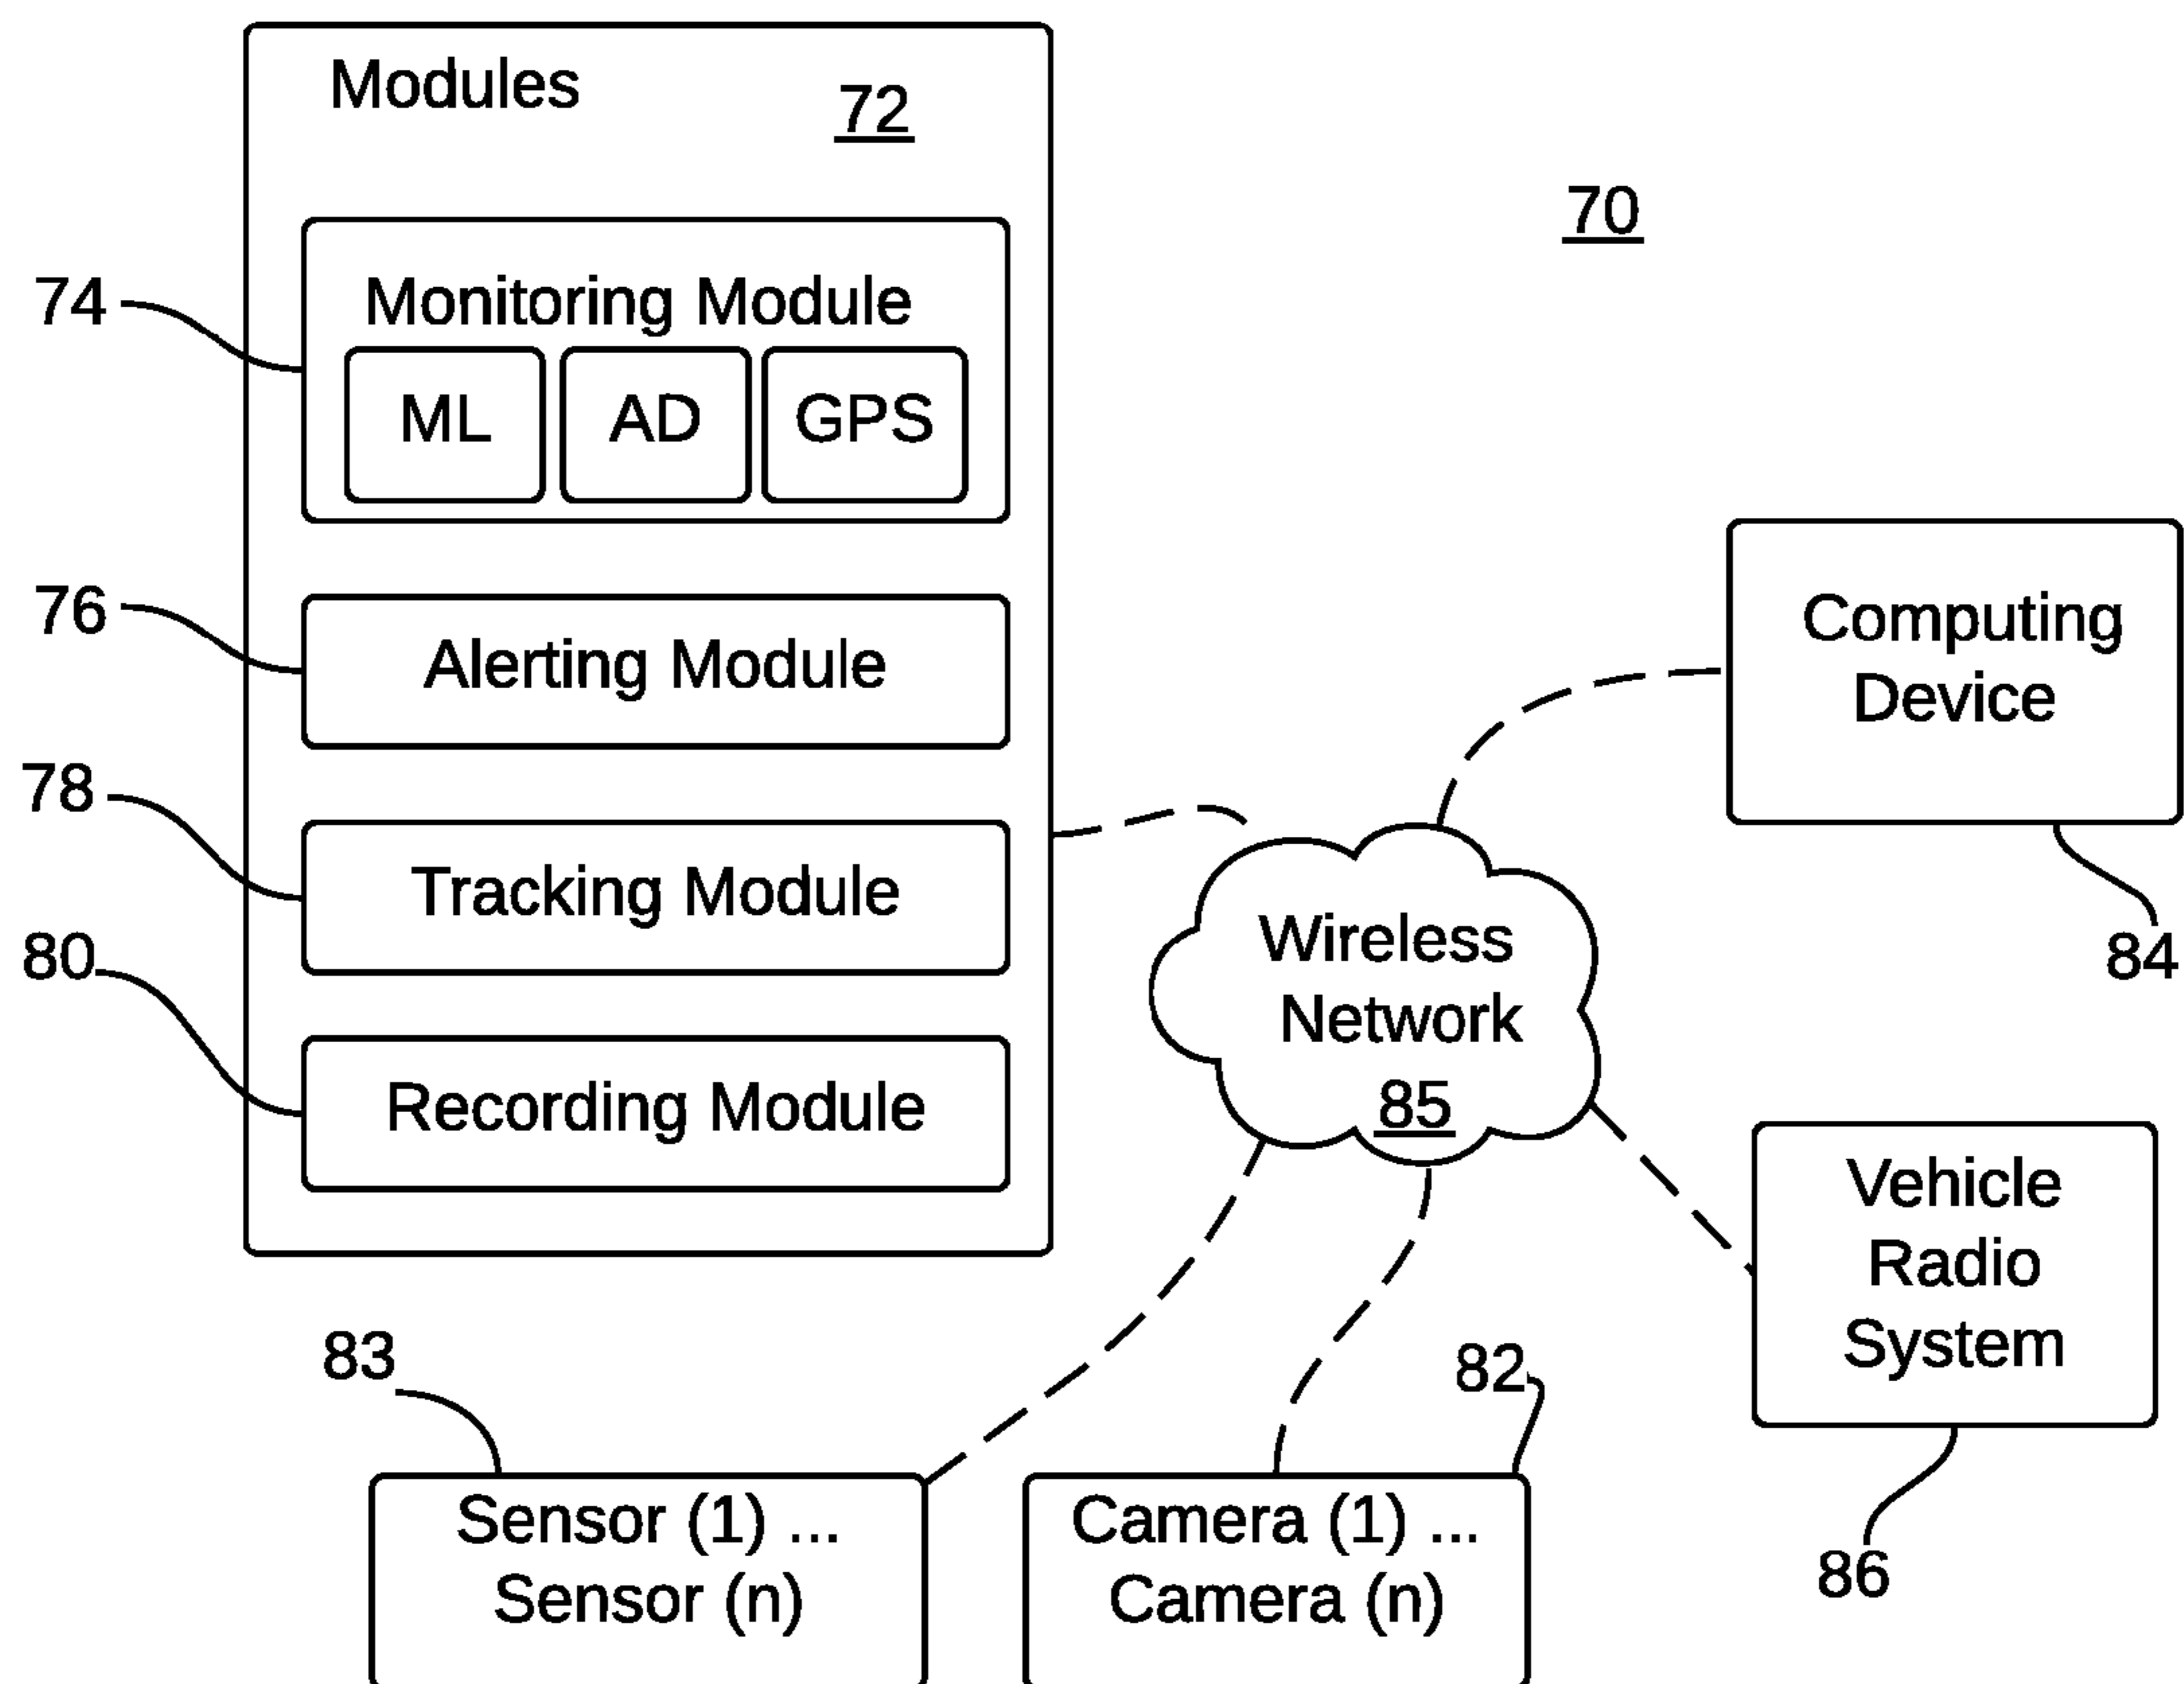 Modules
72
70
74
Monitoring Module
ML
AD
GPS
76
Alerting Module
Computing
Device
78
Tracking Module
84
80
Wireless
Network
85
Recording Module
Vehicle
Radio
System
83
82
86
Sensor (1) ...
Sensor (n)
Camera (1) ...
Camera (n)